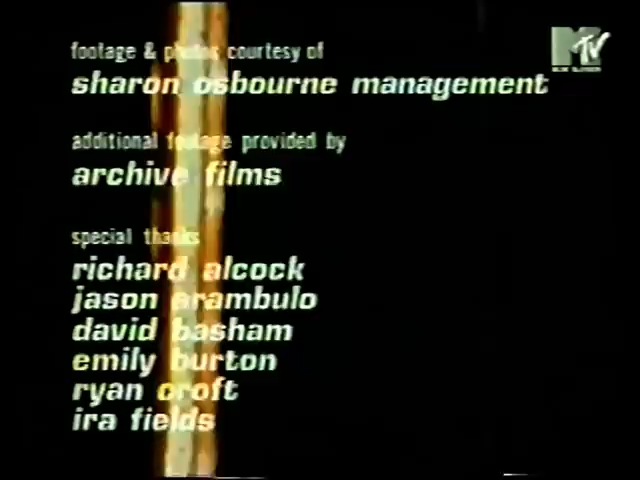 footage & photos courtesy of
sharon osbourne management
MTV
additional footage provided by
archive films
special thanks
richard alcock
jason arambulo
david basham
emily burton
ryan croft
ira fields